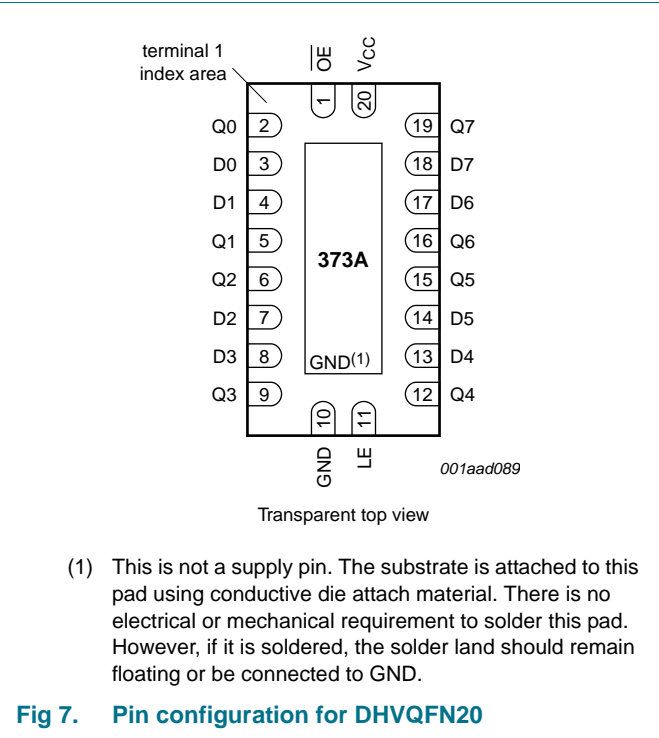 terminal 1
index area
OE
VCC
1
20
Q0 2 19 Q7
D0 3 18 D7
D1 4 17 D6
Q1 5 16 Q6
373A
Q2 6 15 Q5
D2 7 14 D5
D3 8 13 D4
GND(1)
Q3 9 12 Q4
10
11
GND
LE
001aad089
Transparent top view
(1) This is not a supply pin. The substrate is attached to this
pad using conductive die attach material. There is no
electrical or mechanical requirement to solder this pad.
However, if it is soldered, the solder land should remain
floating or be connected to GND.
Fig 7. Pin configuration for DHVQFN20